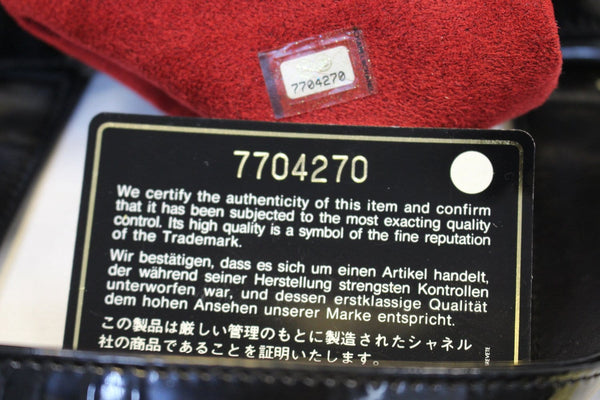 7704270
7704270
We certify the authenticity of this item and confirm
that it has been subjected to the most exacting quality
control. Its high quality is a symbol of the fine reputation
of the Trademark.
Wir bestätigen, dass es sich um einen Artikel handelt,
der während seiner Herstellung strengsten Kontrollen
unterworfen war, und dessen erstklassige Qualität
dem hohen Ansehen unserer Marke entspricht.
この製品は厳しい管理のもとに製造されたシャネル
社の商品であることを証明いたします。